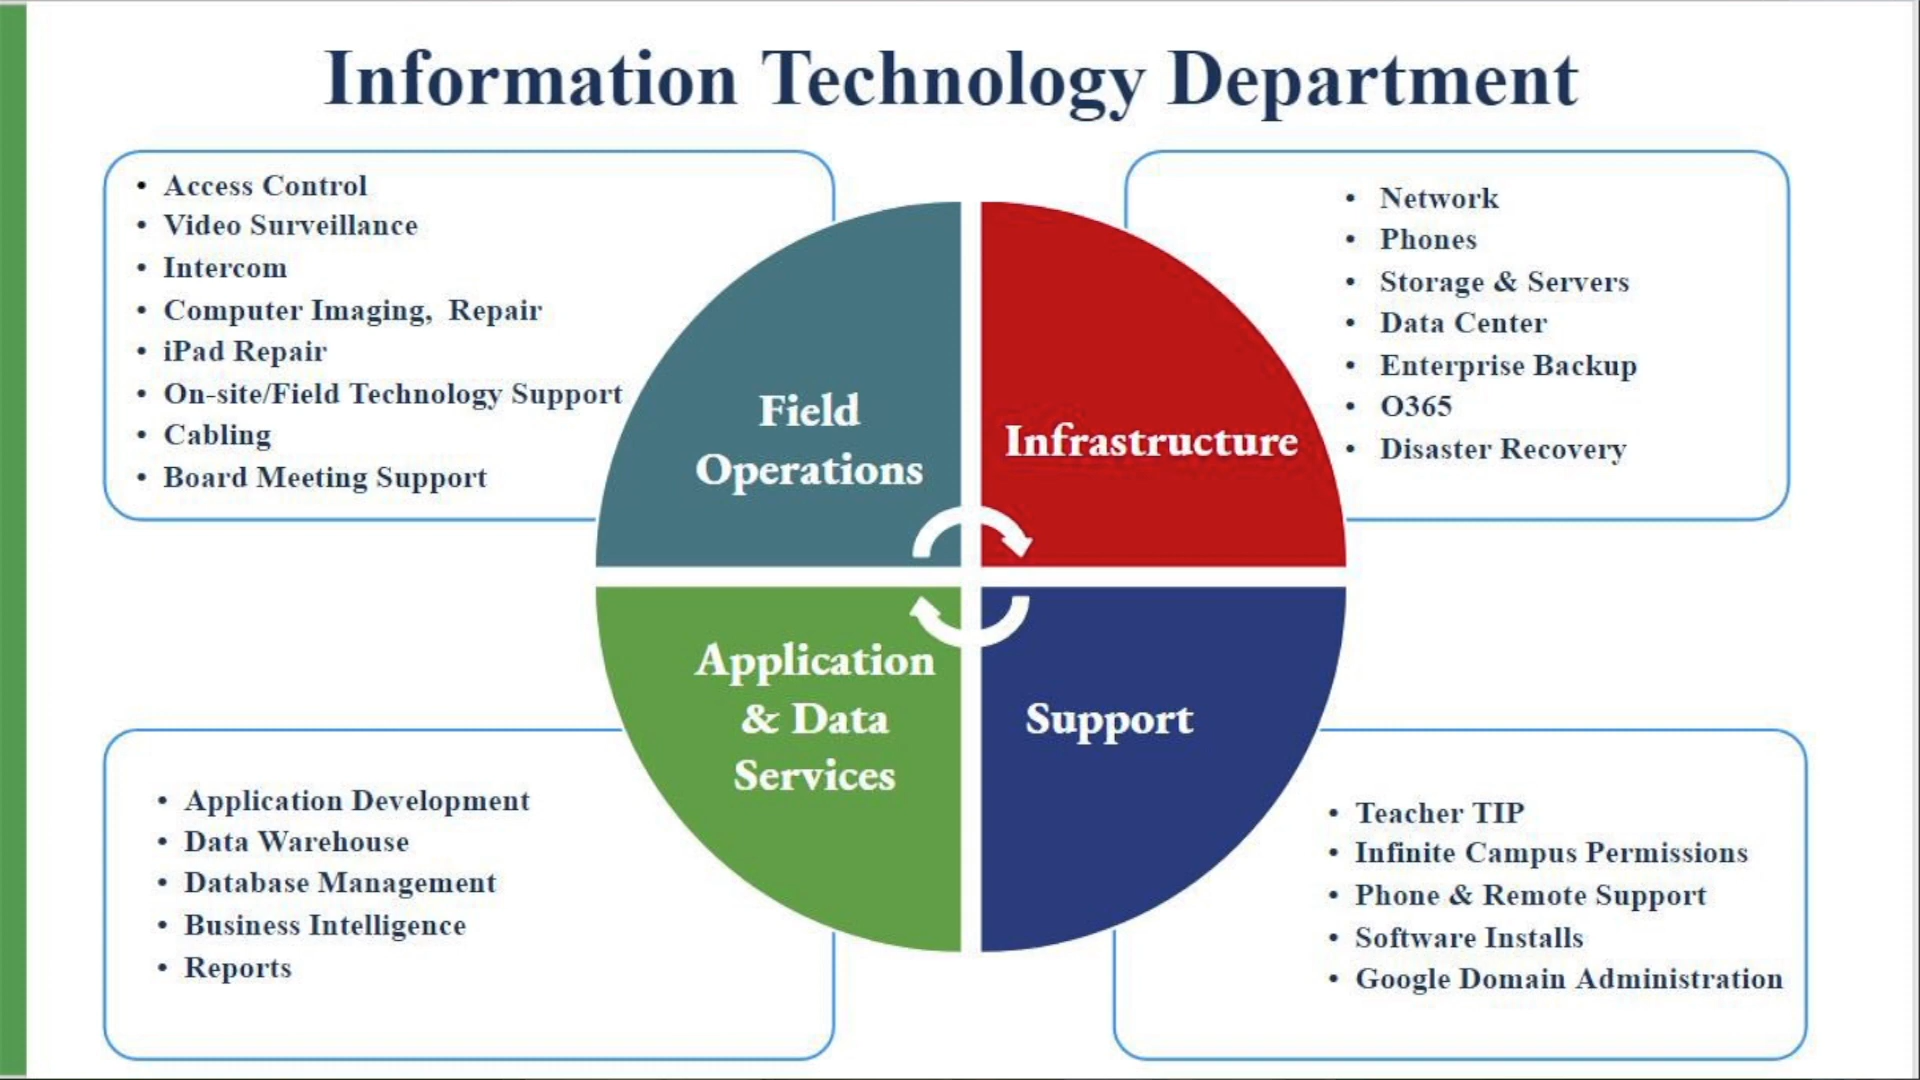 Information Technology Department
• Access Control
• Video Surveillance
• Intercom
• Computer Imaging,  Repair
• iPad Repair
• On-site/Field Technology Support
• Cabling
• Board Meeting Support
Field
Operations
Infrastructure
• Network
• Phones
• Storage & Servers
• Data Center
• Enterprise Backup
• O365
• Disaster Recovery
Application
& Data
Services
Support
• Application Development
• Data Warehouse
• Database Management
• Business Intelligence
• Reports
• Teacher TIP
• Infinite Campus Permissions
• Phone & Remote Support
• Software Installs
• Google Domain Administration